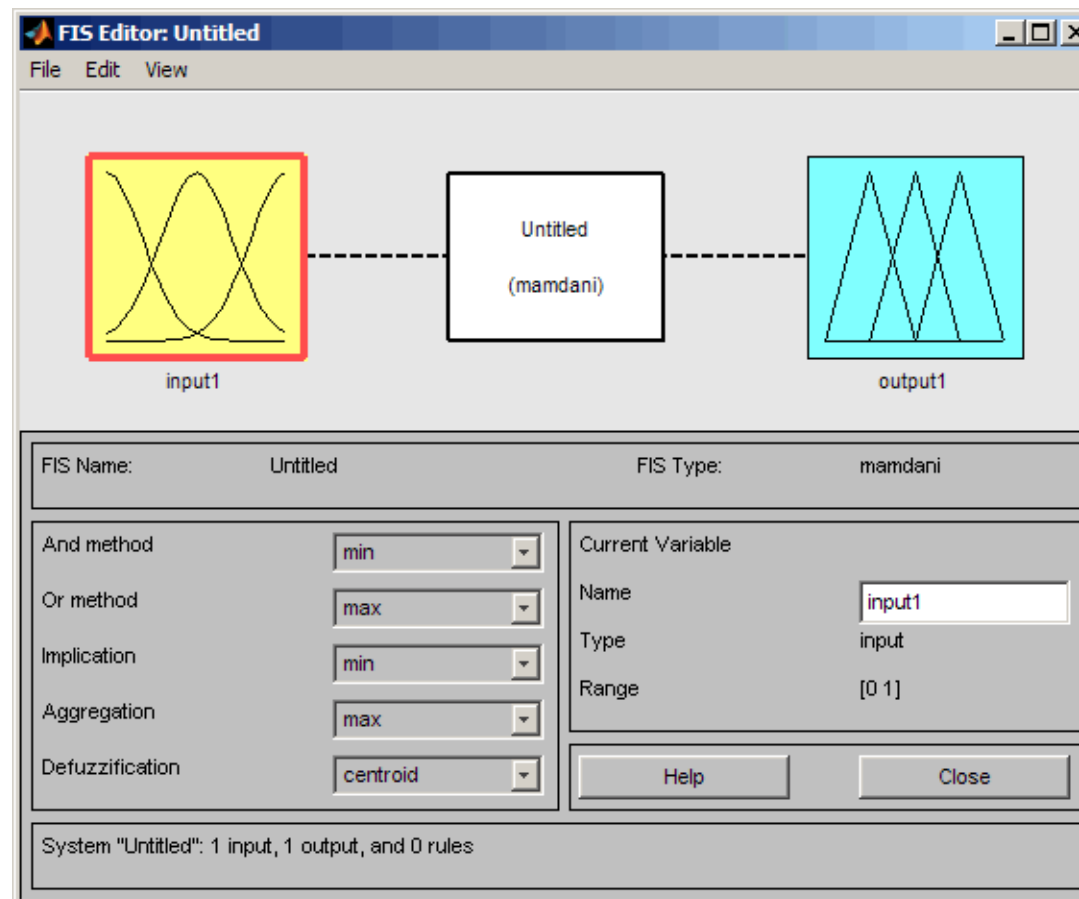 FIS Editor: Untitled
File Edit View
Untitled
(mamdani)
input1
output1
FIS Name: Untitled FIS Type: mamdani
And method min
Or method max
Implication min
Aggregation max
Defuzzification centroid
Current Variable
Name input1
Type input
Range [0 1]
Help Close
System "Untitled": 1 input, 1 output, and 0 rules